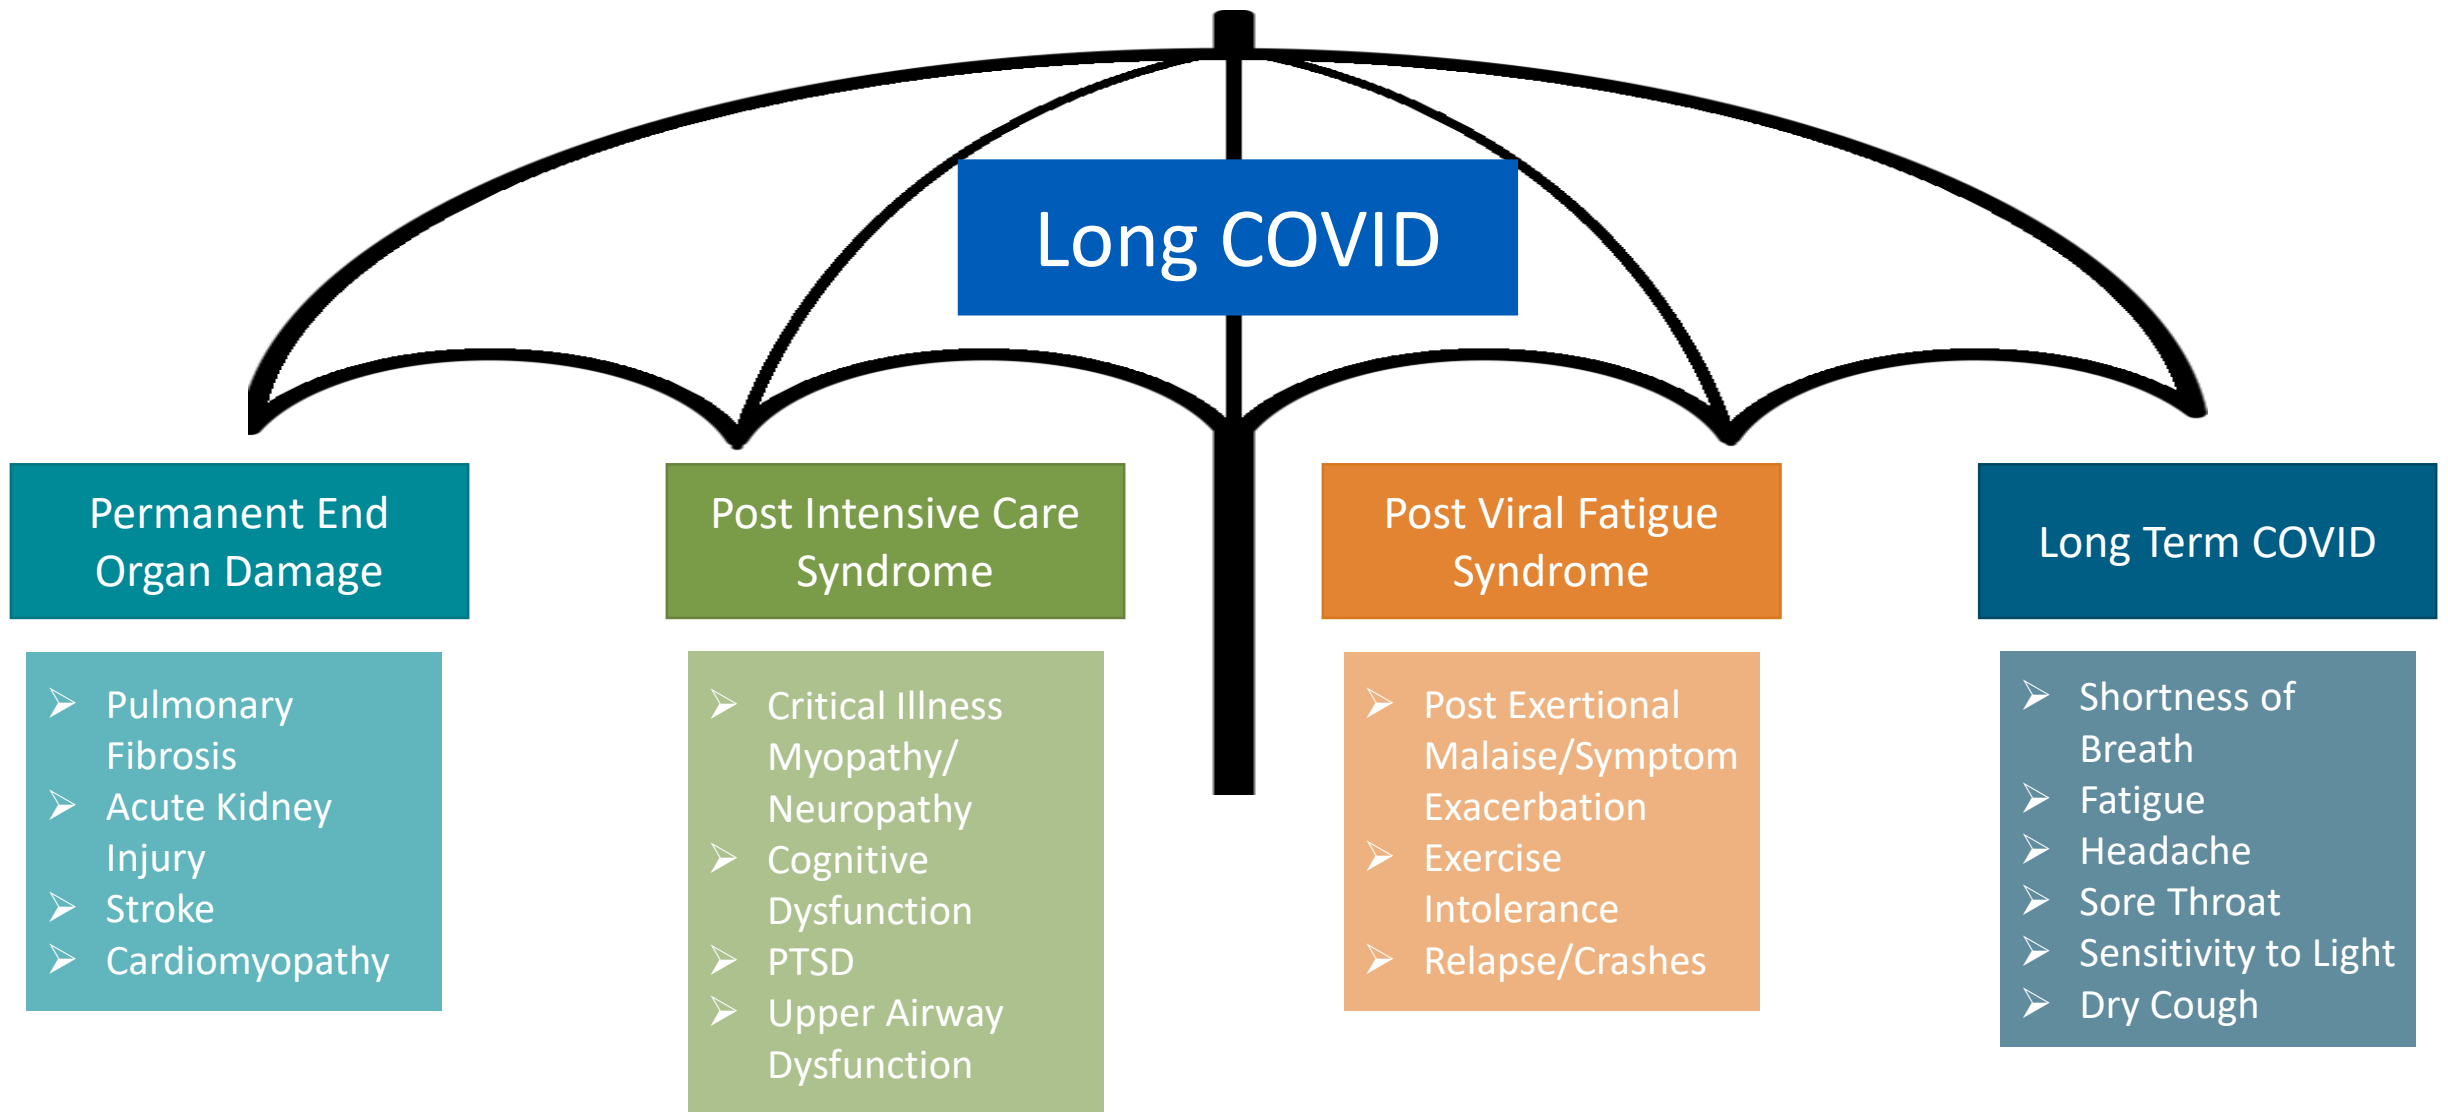 Long COVID
Permanent End
Organ Damage
Pulmonary
Fibrosis
Acute Kidney
Injury
Stroke
Cardiomyopathy
Post Intensive Care
Syndrome
Critical Illness
Myopathy/
Neuropathy
Cognitive
Dysfunction
PTSD
Upper Airway
Dysfunction
Post Viral Fatigue
Syndrome
Post Exertional
Malaise/Symptom
Exacerbation
Exercise
Intolerance
Relapse/Crashes
Long Term COVID
Shortness of
Breath
Fatigue
Headache
Sore Throat
Sensitivity to Light
Dry Cough